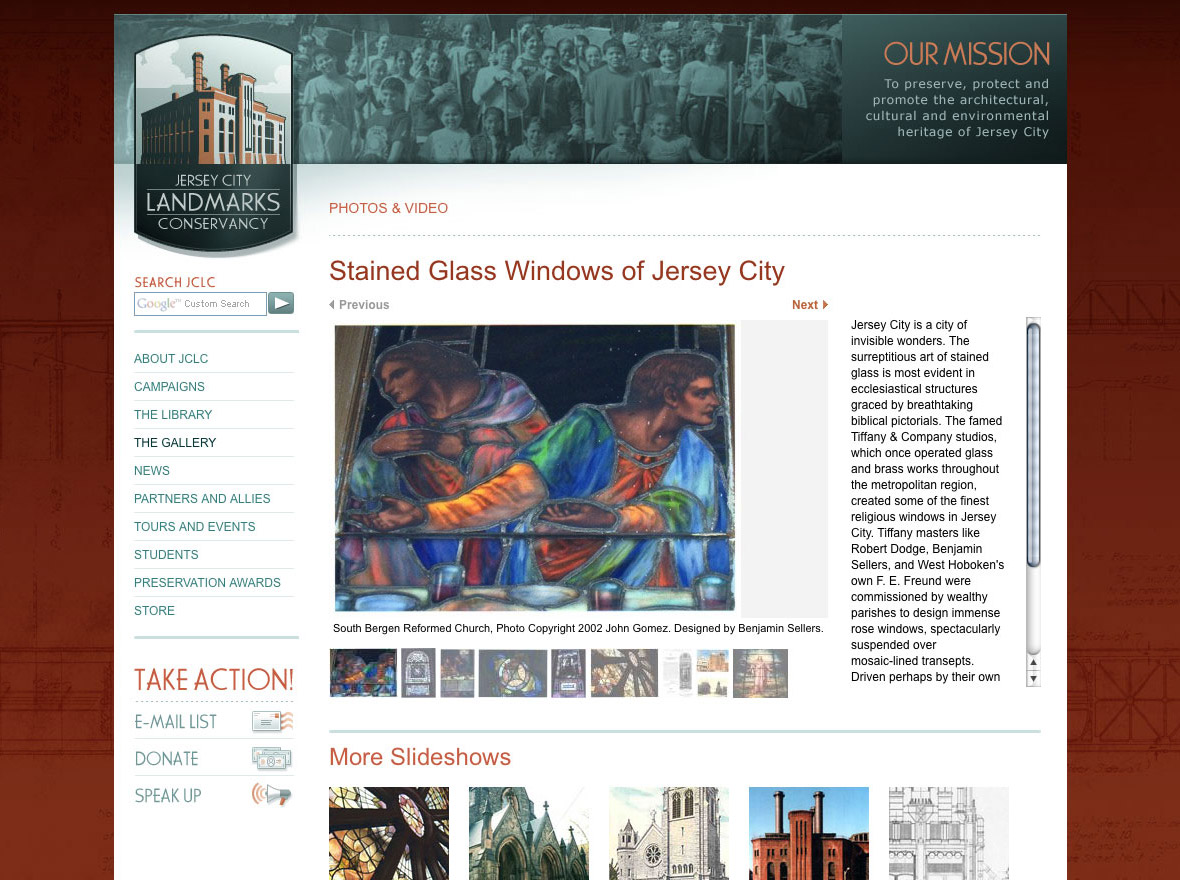 OUR MISSION
To preserve, protect and
promote the architectural,
cultural and environmental
heritage of Jersey City
JERSEY CITY
LANDMARKS
CONSERVANCY
PHOTOS & VIDEO
SEARCH JCLC
Google™ Custom Search
ABOUT JCLC
CAMPAIGNS
THE LIBRARY
THE GALLERY
NEWS
PARTNERS AND ALLIES
TOURS AND EVENTS
STUDENTS
PRESERVATION AWARDS
STORE
TAKE ACTION!
E-MAIL LIST
DONATE
SPEAK UP
Stained Glass Windows of Jersey City
Previous
Next
South Bergen Reformed Church, Photo Copyright 2002 John Gomez. Designed by Benjamin Sellers.
Jersey City is a city of
invisible wonders. The
surreptitious art of stained
glass is most evident in
ecclesiastical structures
graced by breathtaking
biblical pictorials. The famed
Tiffany & Company studios,
which once operated glass
and brass works throughout
the metropolitan region,
created some of the finest
religious windows in Jersey
City. Tiffany masters like
Robert Dodge, Benjamin
Sellers, and West Hoboken's
own F. E. Freund were
commissioned by wealthy
parishes to design immense
rose windows, spectacularly
suspended over
mosaic-lined transepts.
Driven perhaps by their own
More Slideshows